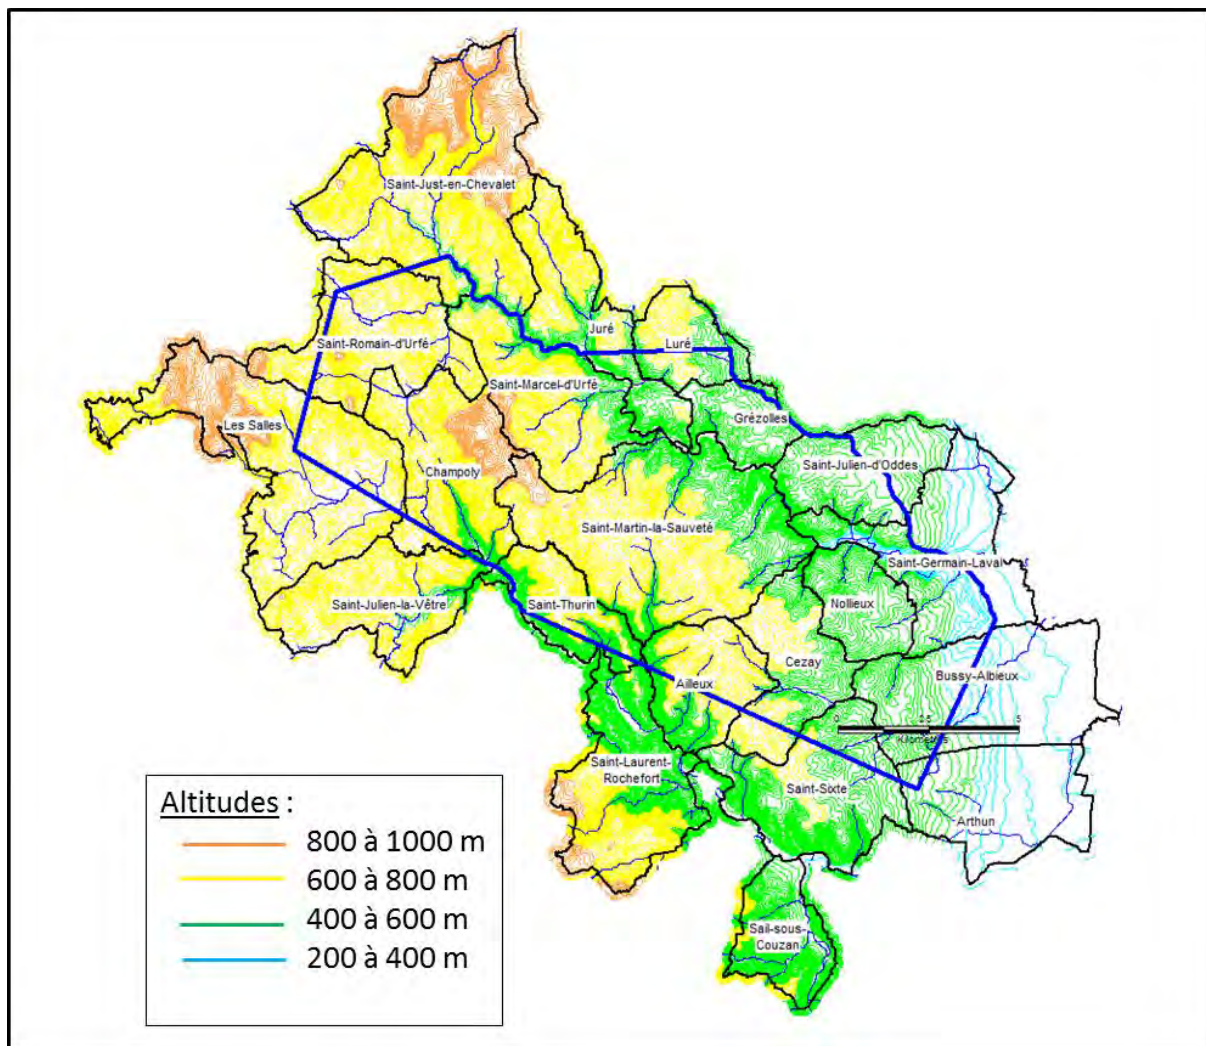 Saint-Just-en-Chevalet
Juré
Luré
Saint-Romain-d'Urfé
Saint-Marcel-d'Urfé
Grézolles
Les Salles
Champoly
Saint-Julien-d'Oddes
Saint-Martin-la-Sauveté
Saint-Germain-Laval
Saint-Julien-la-Vêtre
Saint-Thurin
Nollieux
Cezay
Ailleux
Bussy-Albieux
0 2.5 5
Kilomètres
Saint-Laurent-
Rochefort
Saint-Sixte
Arthun
Sail-sous-
Couzan
Altitudes :
800 à 1000 m
600 à 800 m
400 à 600 m
200 à 400 m